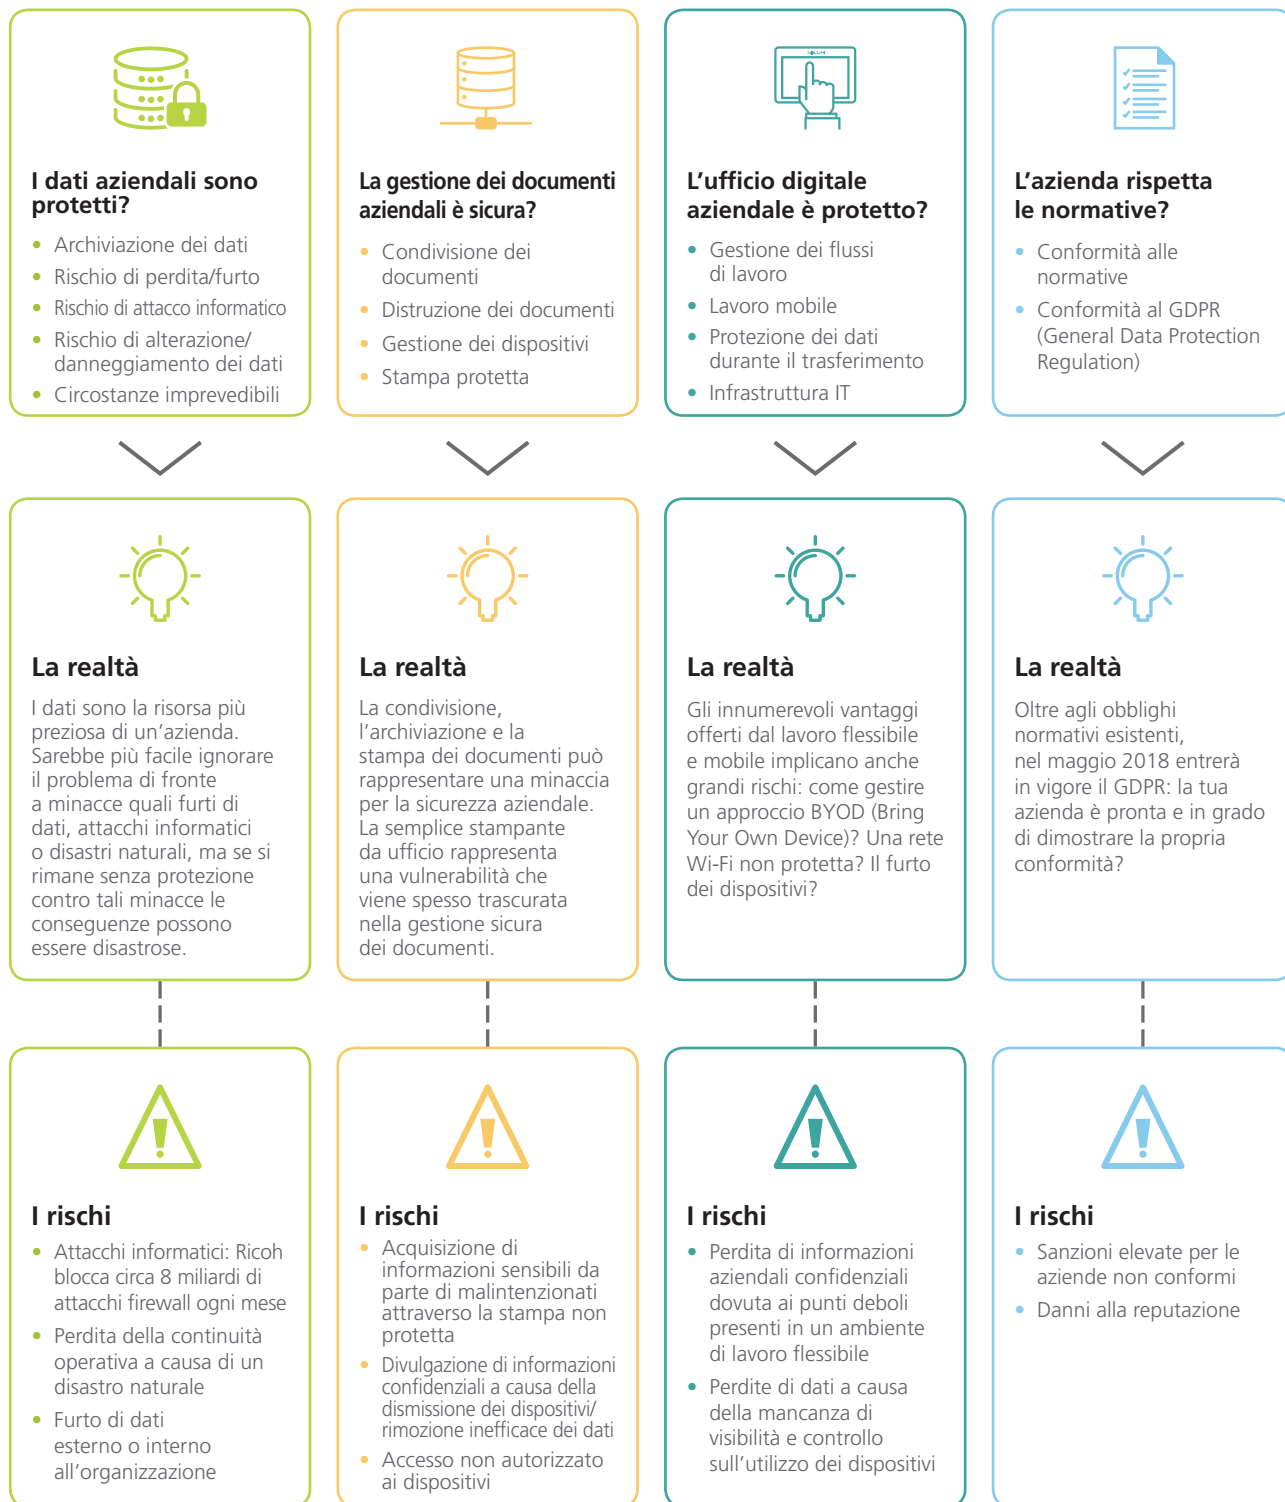 I dati aziendali sono
protetti?
• Archiviazione dei dati
• Rischio di perdita/furto
• Rischio di attacco informatico
• Rischio di alterazione/
danneggiamento dei dati
• Circostanze imprevedibili
La gestione dei documenti
aziendali è sicura?
• Condivisione dei
documenti
• Distruzione dei documenti
• Gestione dei dispositivi
• Stampa protetta
L’ufficio digitale
aziendale è protetto?
• Gestione dei flussi
di lavoro
• Lavoro mobile
• Protezione dei dati
durante il trasferimento
• Infrastruttura IT
L’azienda rispetta
le normative?
• Conformità alle
normative
• Conformità al GDPR
(General Data Protection
Regulation)
La realtà
I dati sono la risorsa più
preziosa di un’azienda.
Sarebbe più facile ignorare
il problema di fronte
a minacce quali furti di
dati, attacchi informatici
o disastri naturali, ma se si
rimane senza protezione
contro tali minacce le
conseguenze possono
essere disastrose.
La realtà
La condivisione,
l’archiviazione e la
stampa dei documenti può
rappresentare una minaccia
per la sicurezza aziendale.
La semplice stampante
da ufficio rappresenta
una vulnerabilità che
viene spesso trascurata
nella gestione sicura
dei documenti.
La realtà
Gli innumerevoli vantaggi
offerti dal lavoro flessibile
e mobile implicano anche
grandi rischi: come gestire
un approccio BYOD (Bring
Your Own Device)? Una rete
Wi-Fi non protetta? Il furto
dei dispositivi?
La realtà
Oltre agli obblighi
normativi esistenti,
nel maggio 2018 entrerà
in vigore il GDPR: la tua
azienda è pronta e in grado
di dimostrare la propria
conformità?
I rischi
• Attacchi informatici: Ricoh
blocca circa 8 miliardi di
attacchi firewall ogni mese
• Perdita della continuità
operativa a causa di un
disastro naturale
• Furto di dati
esterno o interno
all’organizzazione
I rischi
• Acquisizione di
informazioni sensibili da
parte di malintenzionati
attraverso la stampa non
protetta
• Divulgazione di informazioni
confidenziali a causa della
dismissione dei dispositivi/
rimozione inefficace dei dati
• Accesso non autorizzato
ai dispositivi
I rischi
• Perdita di informazioni
aziendali confidenziali
dovuta ai punti deboli
presenti in un ambiente
di lavoro flessibile
• Perdite di dati a causa
della mancanza di
visibilità e controllo
sull’utilizzo dei dispositivi
I rischi
• Sanzioni elevate per le
aziende non conformi
• Danni alla reputazione